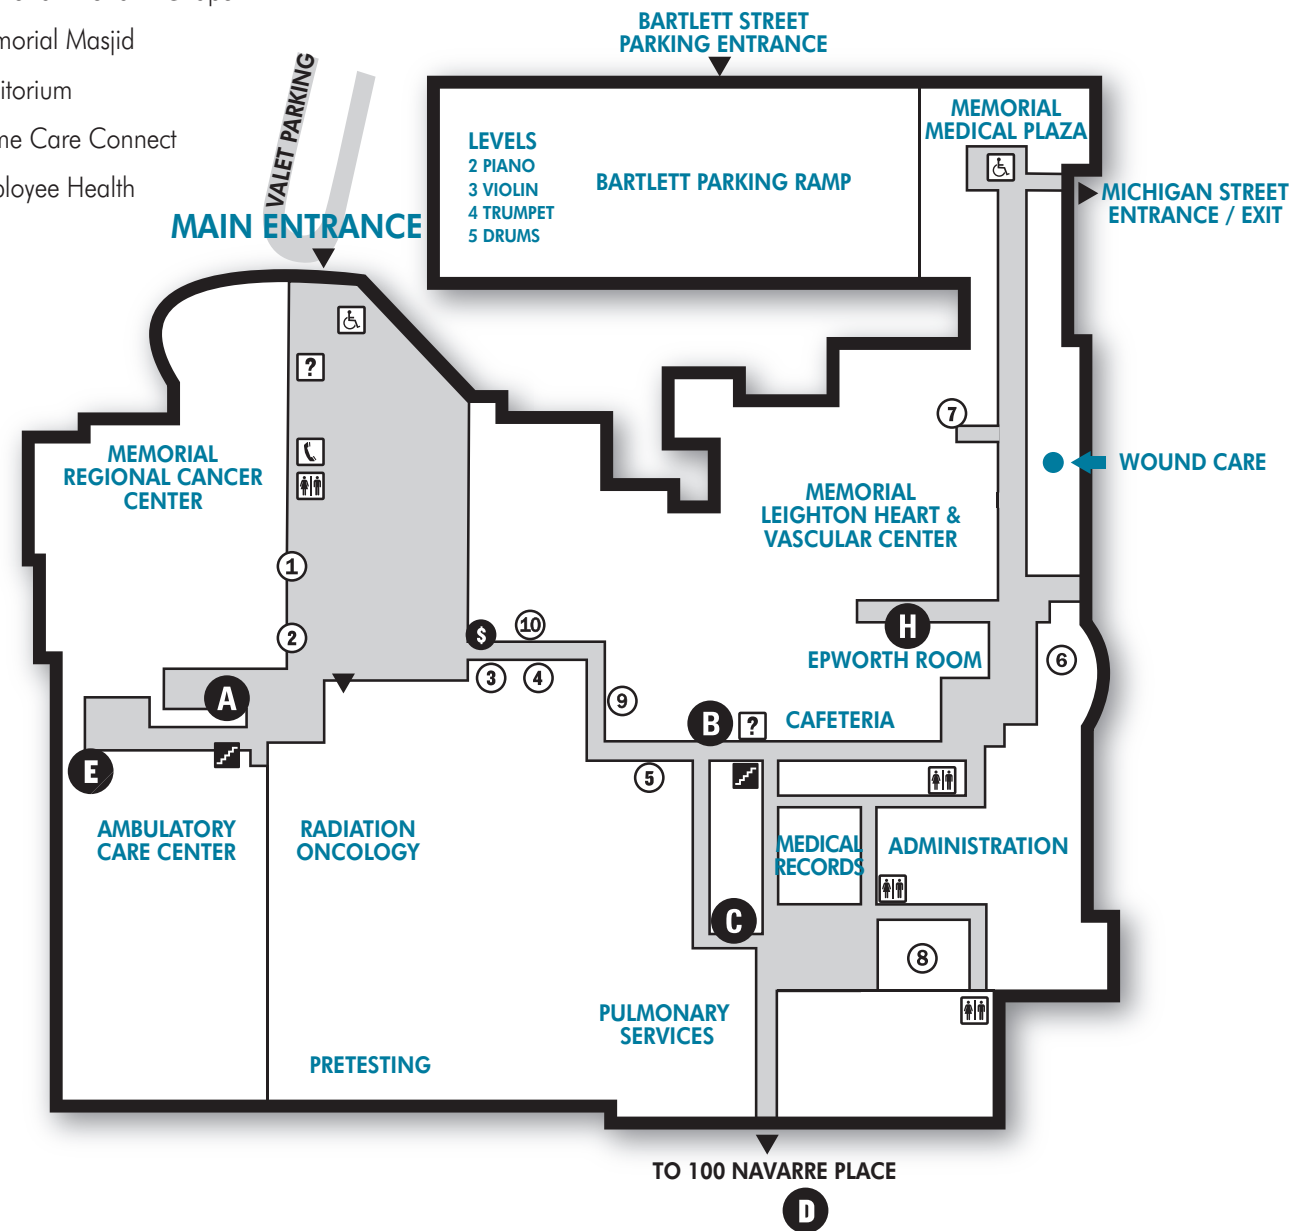 morial Masjid
itorium
me Care Connect
ployee Health
VALET PARKING
MAIN ENTRANCE
BARTLETT STREET
PARKING ENTRANCE
LEVELS
2 PIANO
3 VIOLIN
4 TRUMPET
5 DRUMS
BARTLETT PARKING RAMP
MEMORIAL
MEDICAL PLAZA
MICHIGAN STREET
ENTRANCE / EXIT
?
MEMORIAL
REGIONAL CANCER
CENTER
7
WOUND CARE
MEMORIAL
LEIGHTON HEART &
VASCULAR CENTER
1
2
$
10
3
4
9
H
EPWORTH ROOM
6
A
B
?
CAFETERIA
E
5
AMBULATORY
CARE CENTER
RADIATION
ONCOLOGY
MEDICAL
RECORDS
ADMINISTRATION
C
8
PULMONARY
SERVICES
PRETESTING
TO 100 NAVARRE PLACE
D